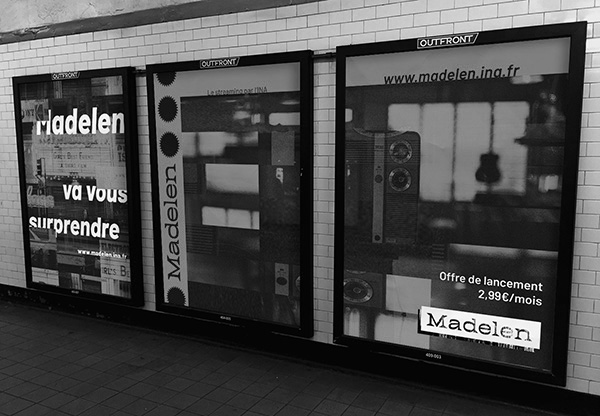 OUTFRONT
Madelen
va vous
surprendre
www.madelen.ina.fr
OUTFRONT
Le streaming par l'INA
Madelen
OUTFRONT
www.madelen.ina.fr
Offre de lancement
2,99€/mois
Madelen